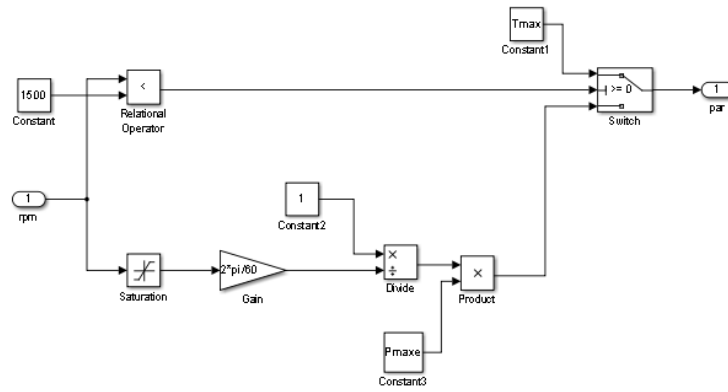 Tmax
Constant1
1500
Constant
<
Relational
Operator
>= 0
Switch
1
par
1
rpm
1
Constant2
Saturation
2*pi/60
Gain
×
÷
Divide
×
Product
Pmaxe
Constant3